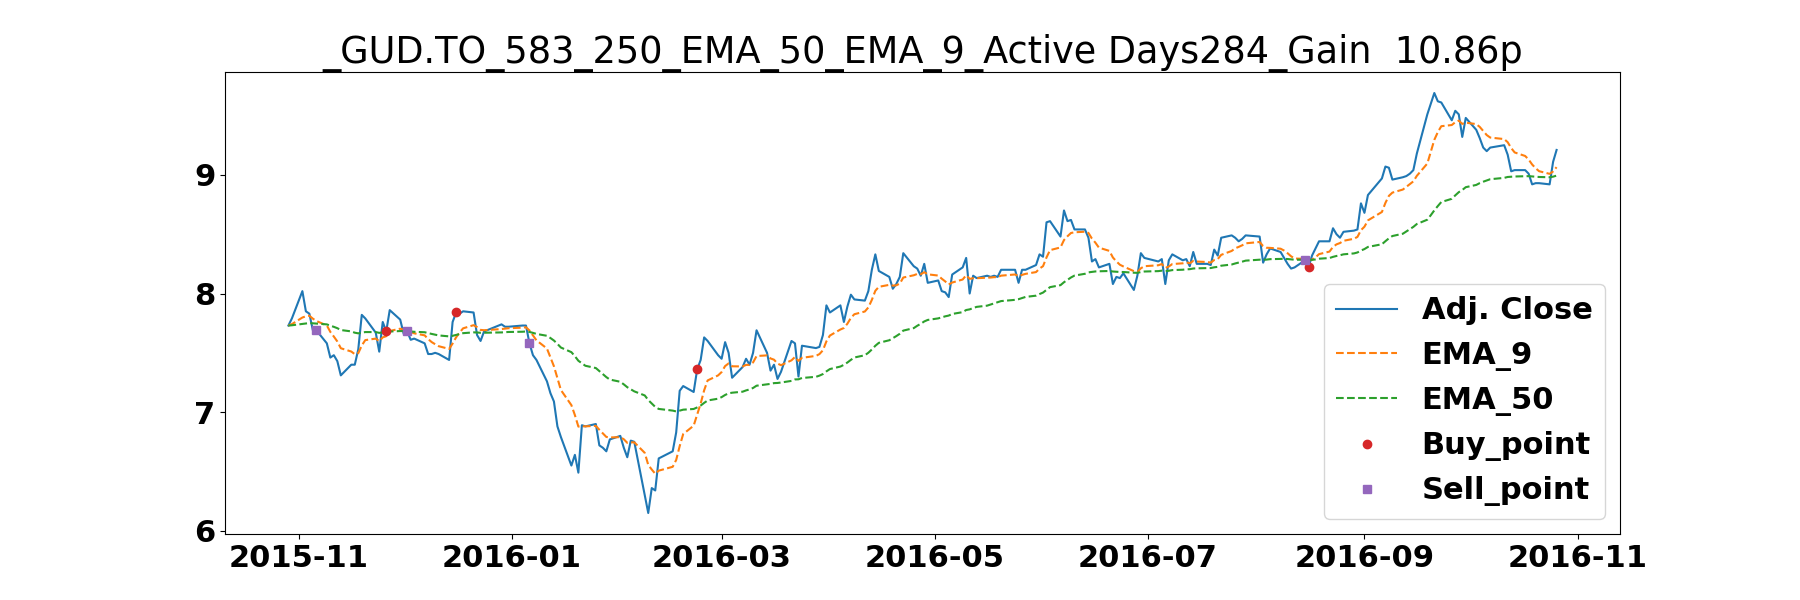 _GUD.TO_583_250_EMA_50_EMA_9_Active Days284_Gain  10.86p
9
8
7
6
Adj. Close
EMA_9
EMA_50
Buy_point
Sell_point
2015-11 2016-01 2016-03 2016-05 2016-07 2016-09 2016-11